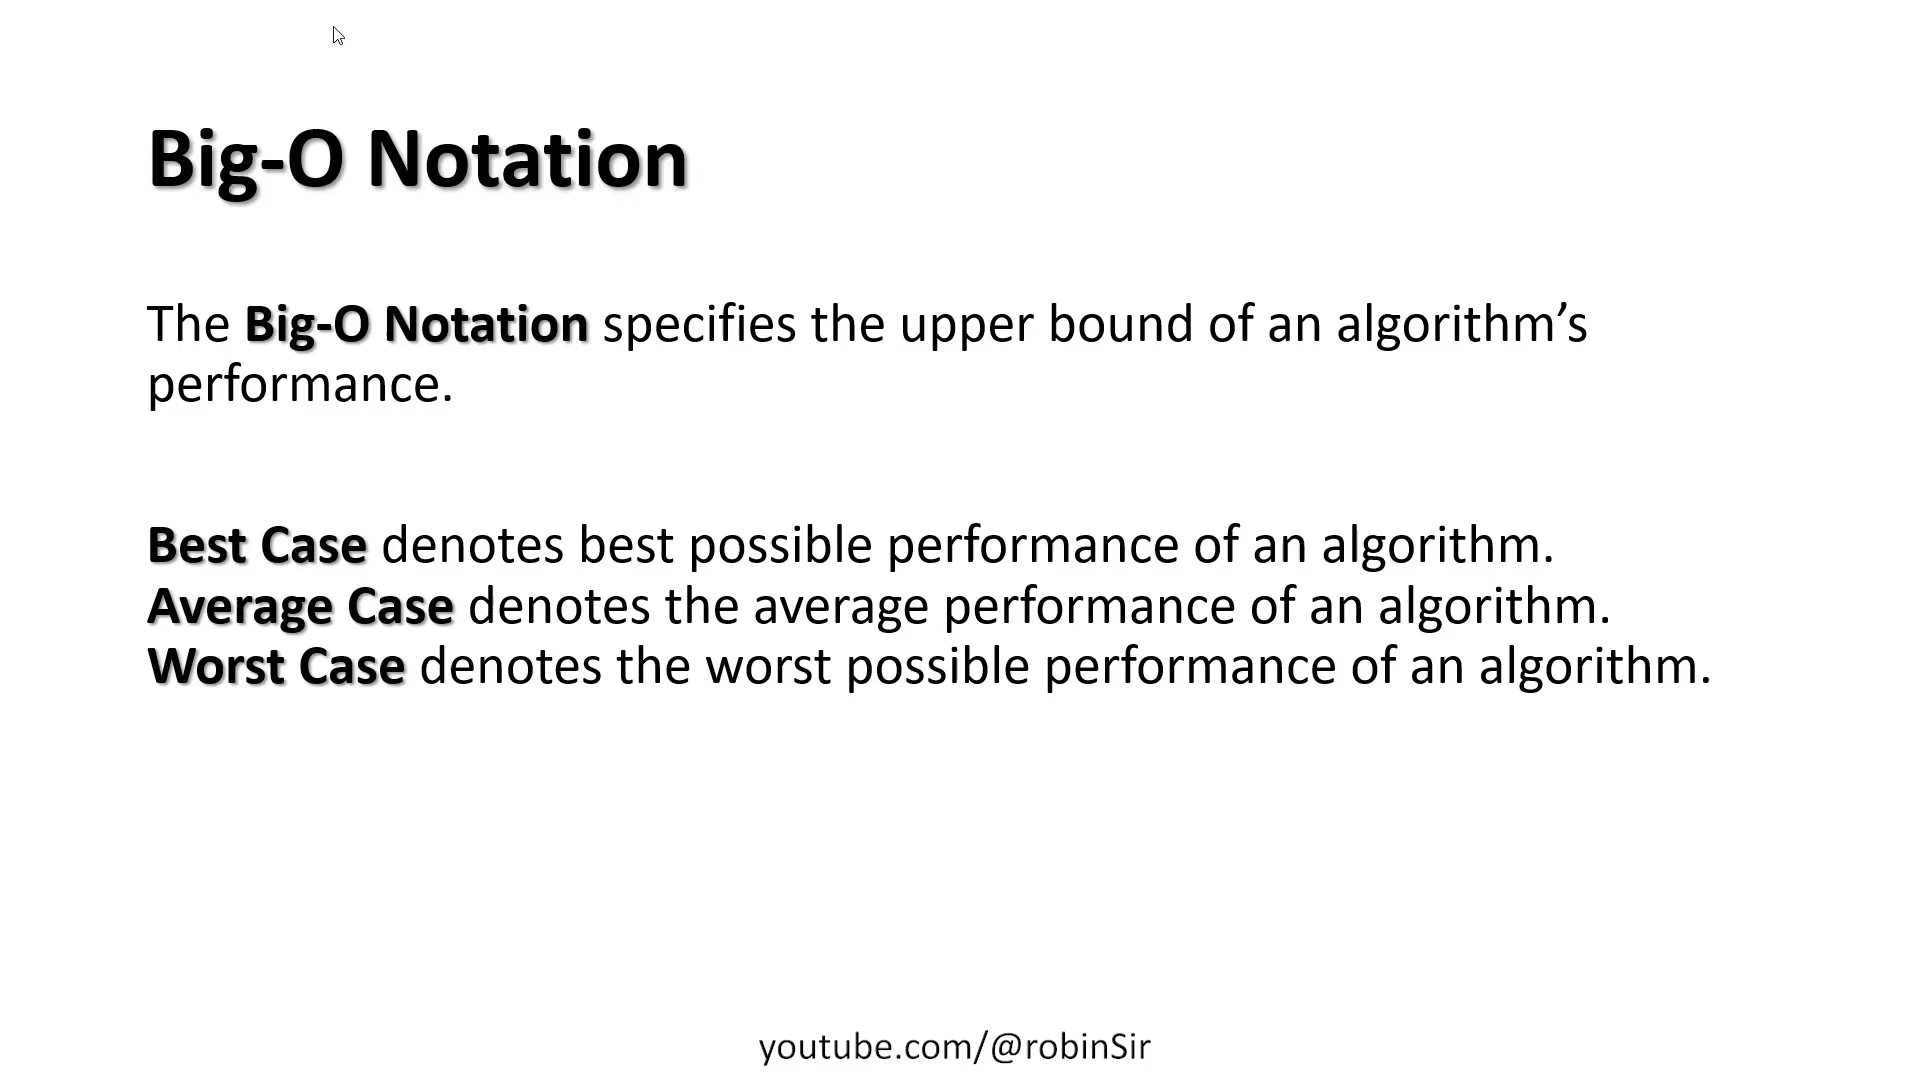 Big-O Notation
The Big-O Notation specifies the upper bound of an algorithm’s
performance.
Best Case denotes best possible performance of an algorithm.
Average Case denotes the average performance of an algorithm.
Worst Case denotes the worst possible performance of an algorithm.
youtube.com/@robinSir